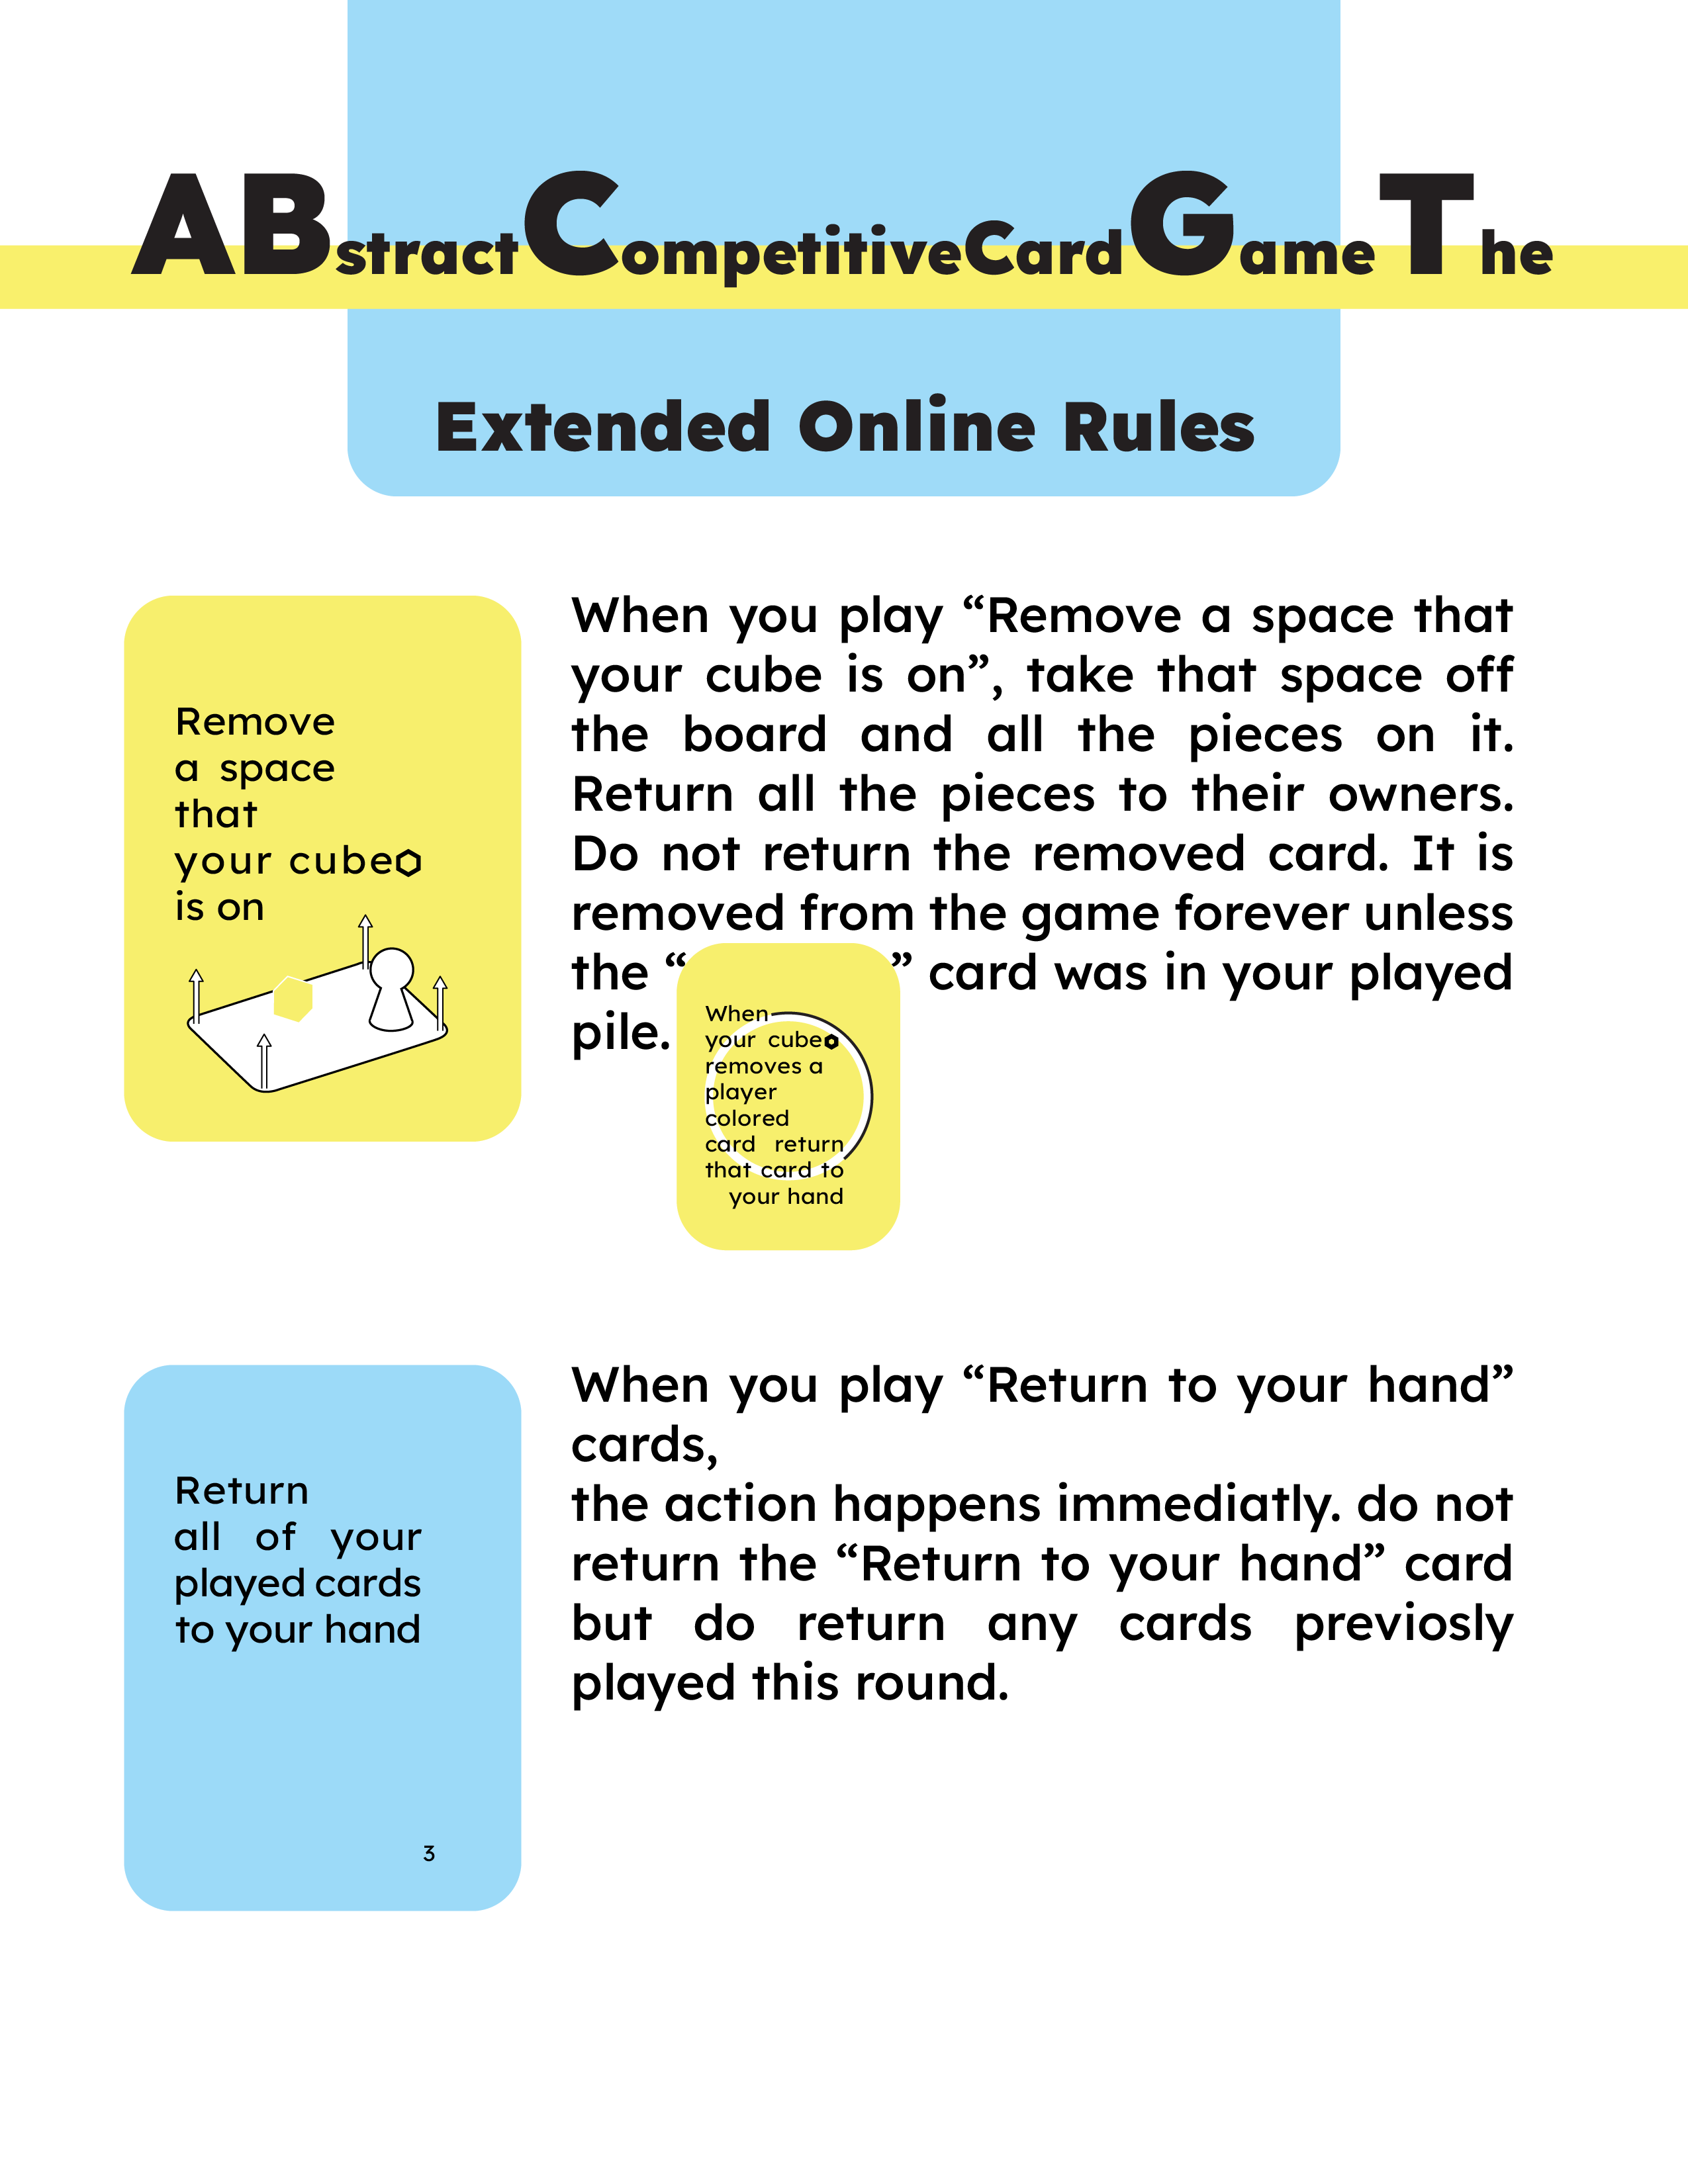 ABstractCompetitiveCardGameThe
Extended Online Rules
Remove
a space
that
your cube
is on
When you play “Remove a space that
your cube is on”, take that space off
the board and all the pieces on it.
Return all the pieces to their owners.
Do not return the removed card. It is
removed from the game forever unless
the “ ” card was in your played
pile.
When
your cube
removes a
player
colored
card return
that card to
your hand
Return
all of your
played cards
to your hand
3
When you play “Return to your hand”
cards,
the action happens immediatly. do not
return the “Return to your hand” card
but do return any cards previosly
played this round.